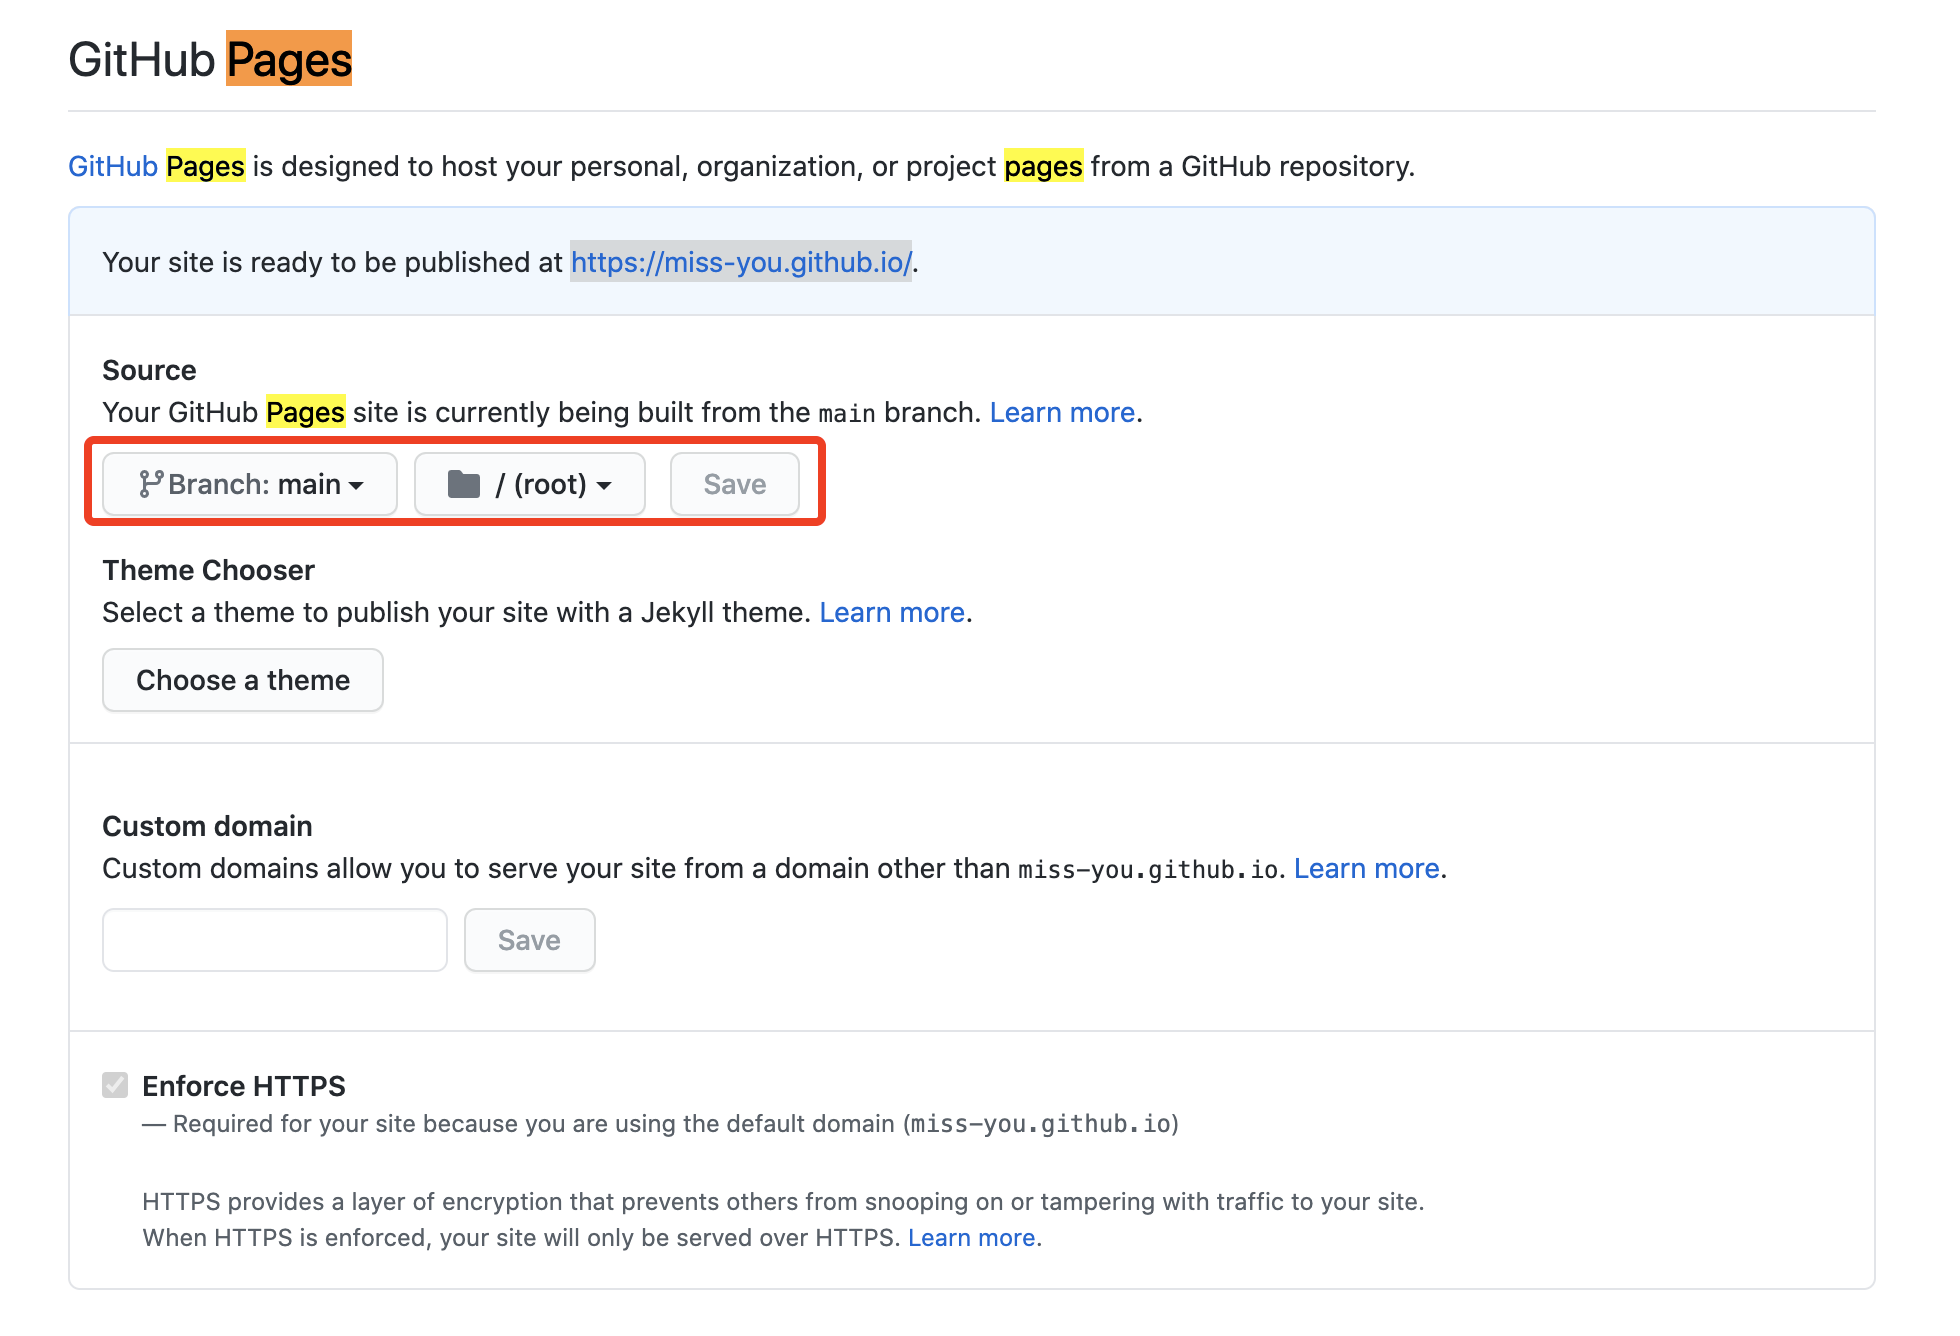 GitHub Pages
GitHub Pages is designed to host your personal, organization, or project pages from a GitHub repository.
Your site is ready to be published at https://miss-you.github.io/.
Source
Your GitHub Pages site is currently being built from the main branch. Learn more.
Branch: main / (root) Save
Theme Chooser
Select a theme to publish your site with a Jekyll theme. Learn more.
Choose a theme
Custom domain
Custom domains allow you to serve your site from a domain other than miss-you.github.io. Learn more.
Save
Enforce HTTPS
— Required for your site because you are using the default domain (miss-you.github.io)
HTTPS provides a layer of encryption that prevents others from snooping on or tampering with traffic to your site.
When HTTPS is enforced, your site will only be served over HTTPS. Learn more.